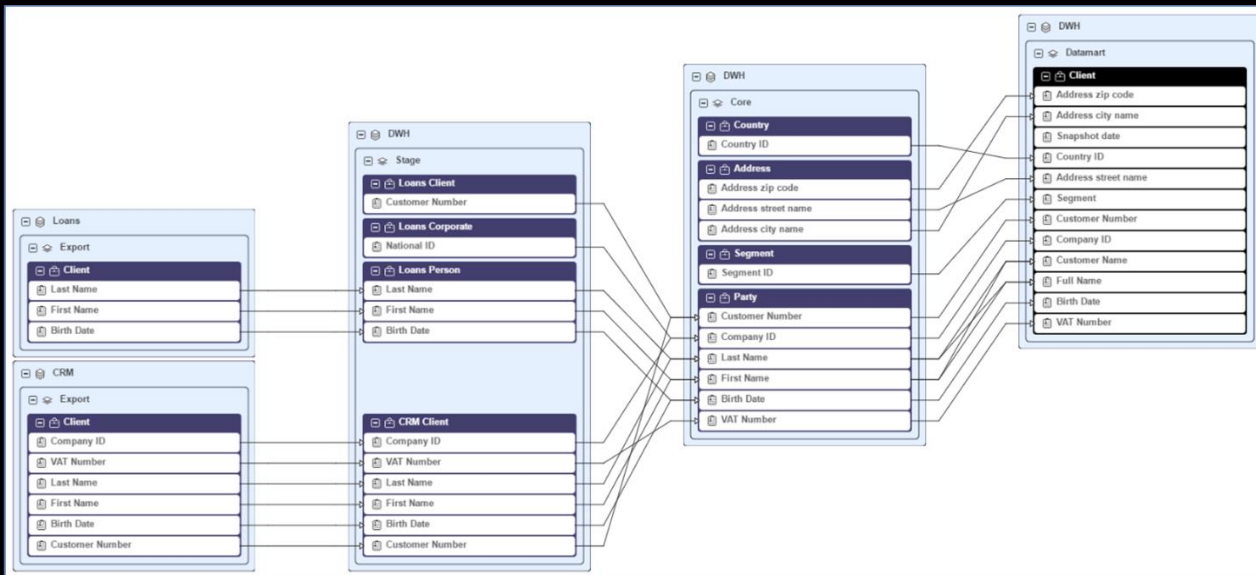 Loans
Export
Client
Last Name
First Name
Birth Date
CRM
Export
Client
Company ID
VAT Number
Last Name
First Name
Birth Date
Customer Number
DWH
Stage
Loans Client
Customer Number
Loans Corporate
National ID
Loans Person
Last Name
First Name
Birth Date
CRM Client
Company ID
VAT Number
Last Name
First Name
Birth Date
Customer Number
DWH
Core
Country
Country ID
Address
Address zip code
Address street name
Address city name
Segment
Segment ID
Party
Customer Number
Company ID
Last Name
First Name
Birth Date
VAT Number
DWH
Datamart
Client
Address zip code
Address city name
Snapshot date
Country ID
Address street name
Segment
Customer Number
Company ID
Customer Name
Full Name
Birth Date
VAT Number